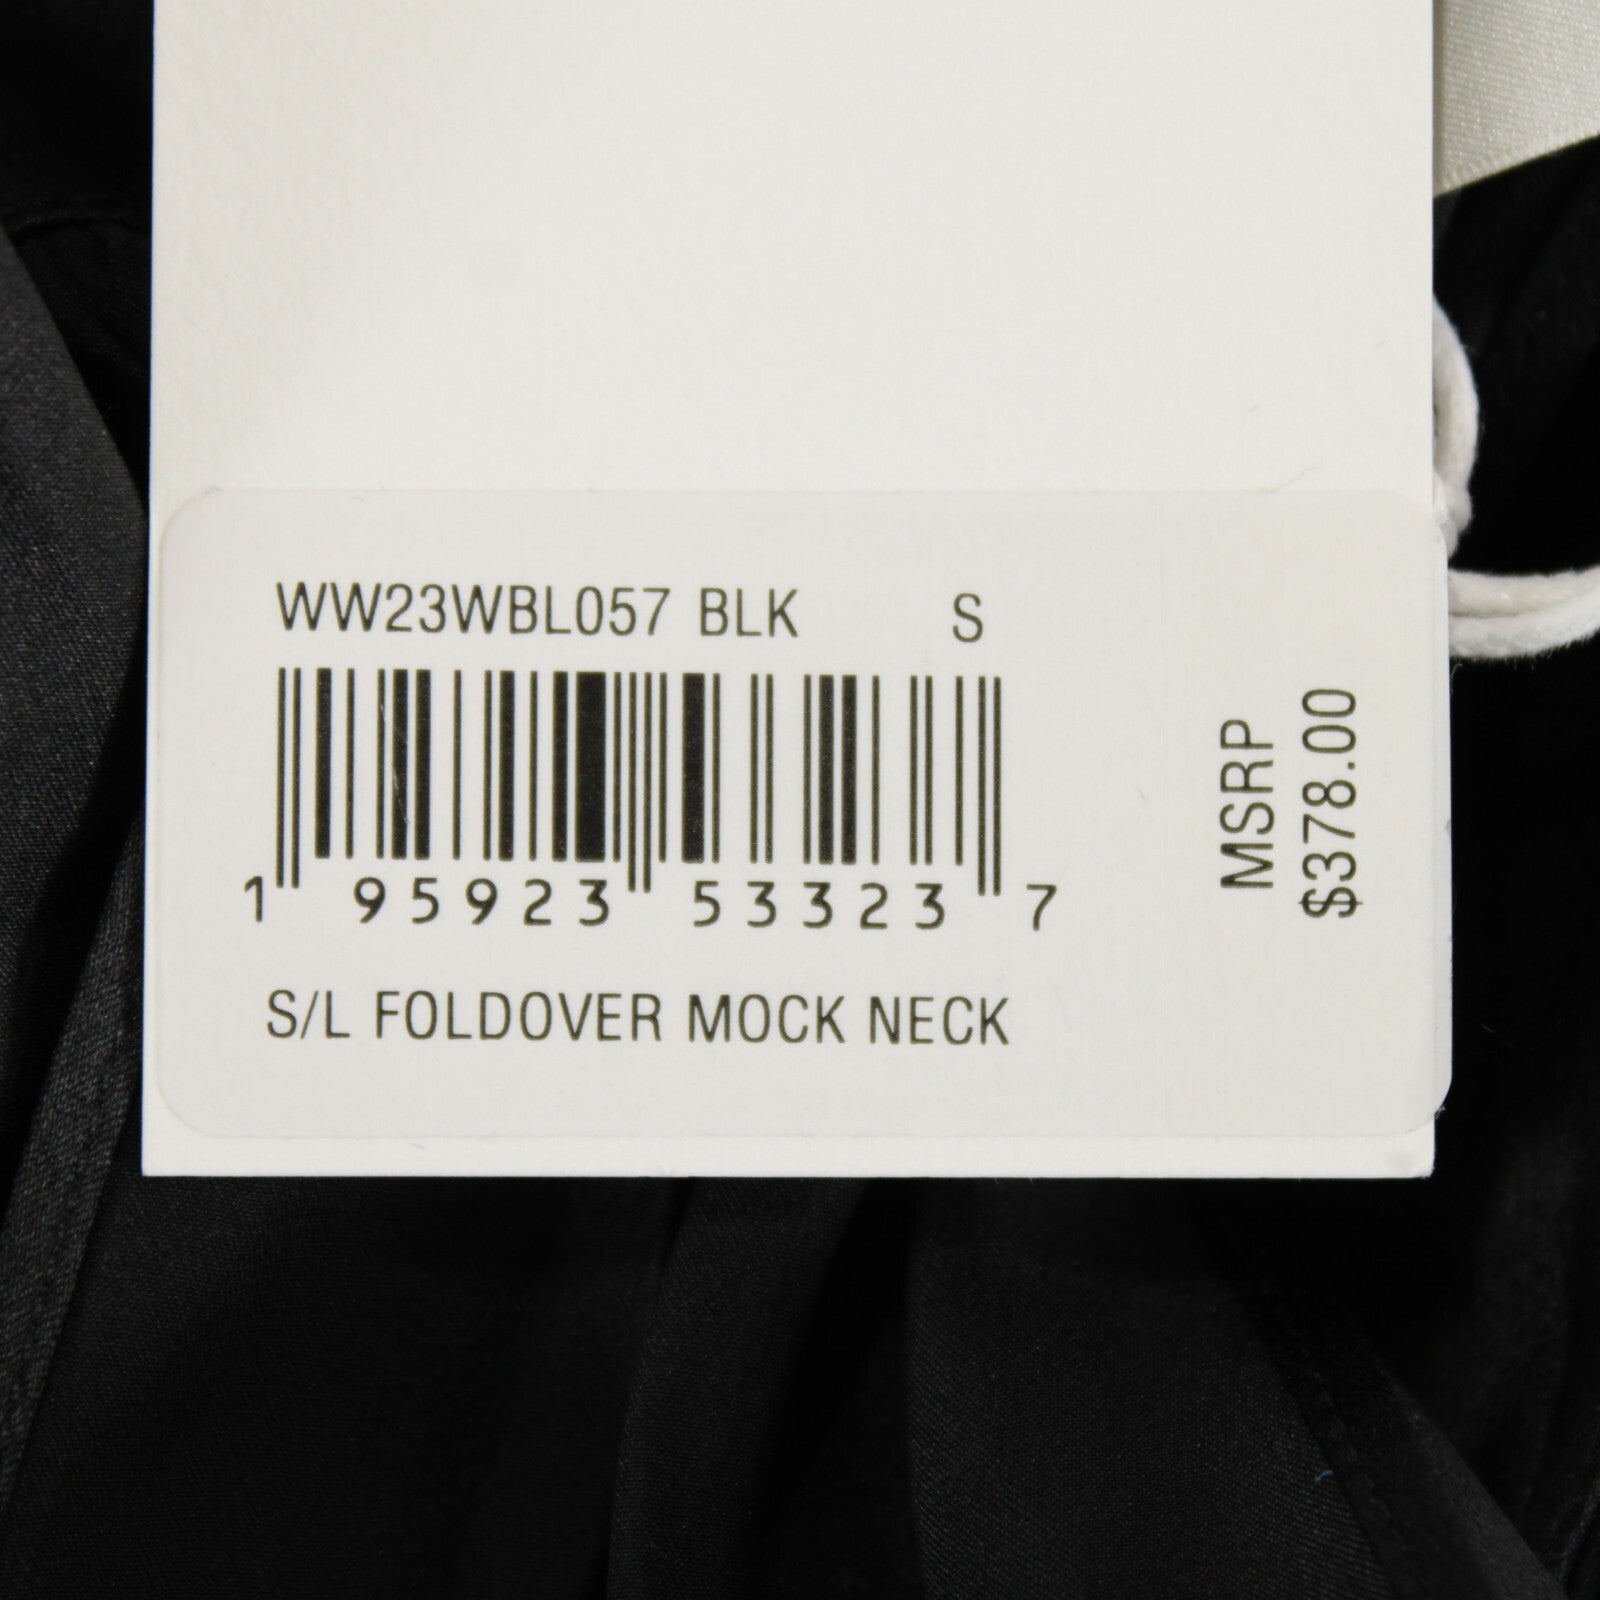 WW23WBL057 BLK S
1 95923 53323 7
S/L FOLDOVER MOCK NECK
MSRP
$378.00